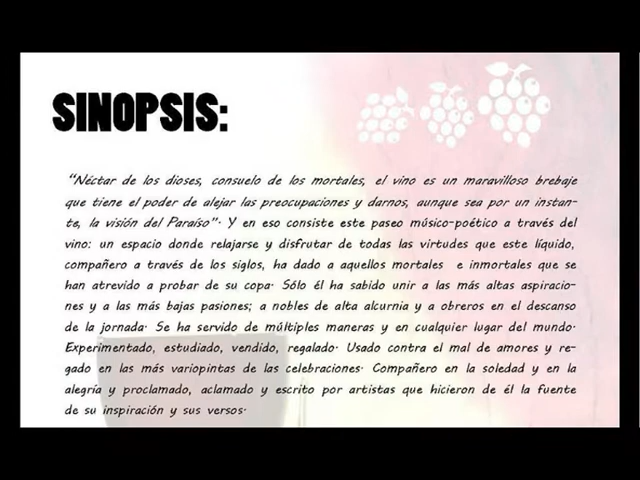 SINOPSIS:
“Néctar de los dioses, consuelo de los mortales, el vino es un maravilloso brebaje
que tiene el poder de alejar las preocupaciones y darnos, aunque sea por un instan-
te, la visión del Paraíso”. Y en eso consiste este paseo músico-poético a través del
vino: un espacio donde relajarse y disfrutar de todas las virtudes que este líquido,
compañero a través de los siglos, ha dado a aquellos mortales e inmortales que se
han atrevido a probar de su copa. Sólo él ha sabido unir a las más altas aspiracio-
nes y a las más bajas pasiones; a nobles de alta alcurnia y a obreros en el descanso
de la jornada. Se ha servido de múltiples maneras y en cualquier lugar del mundo.
Experimentado, estudiado, vendido, regalado. Usado contra el mal de amores y re-
gado en las más variopintas de las celebraciones. Compañero en la soledad y en la
alegría y proclamado, aclamado y escrito por artistas que hicieron de él la fuente
de su inspiración y sus versos.